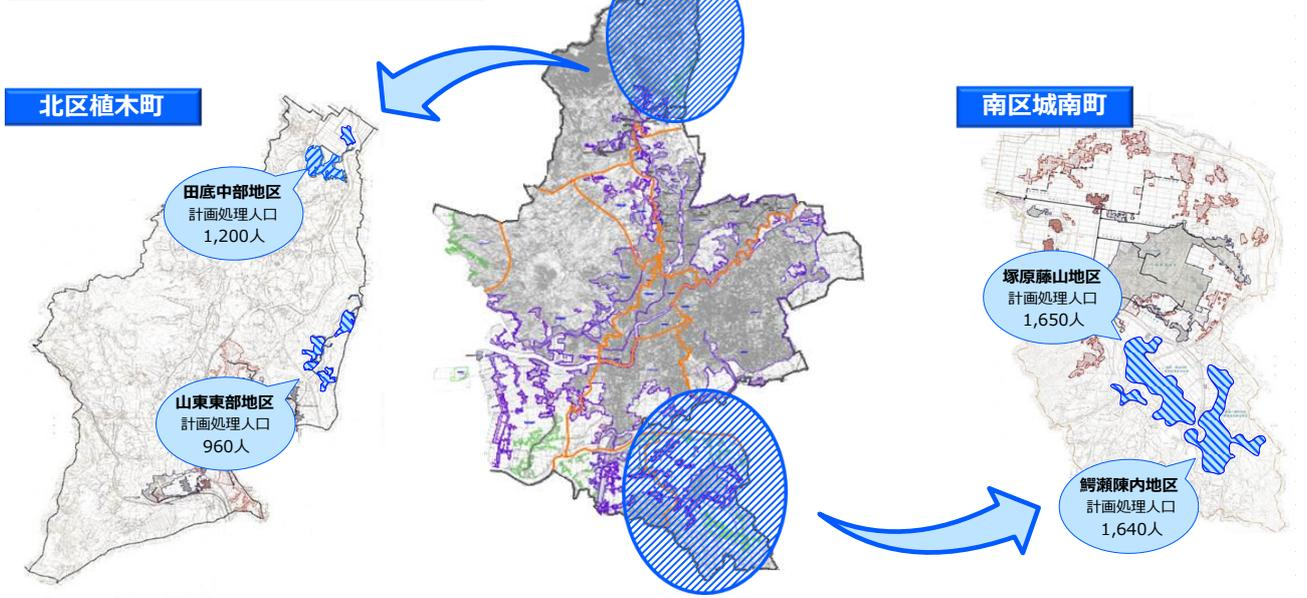 北区植木町
田底中部地区
計画処理人口
1,200人
山東東部地区
計画処理人口
960人
南区城南町
塚原藤山地区
計画処理人口
1,650人
鰐瀬陳内地区
計画処理人口
1,640人